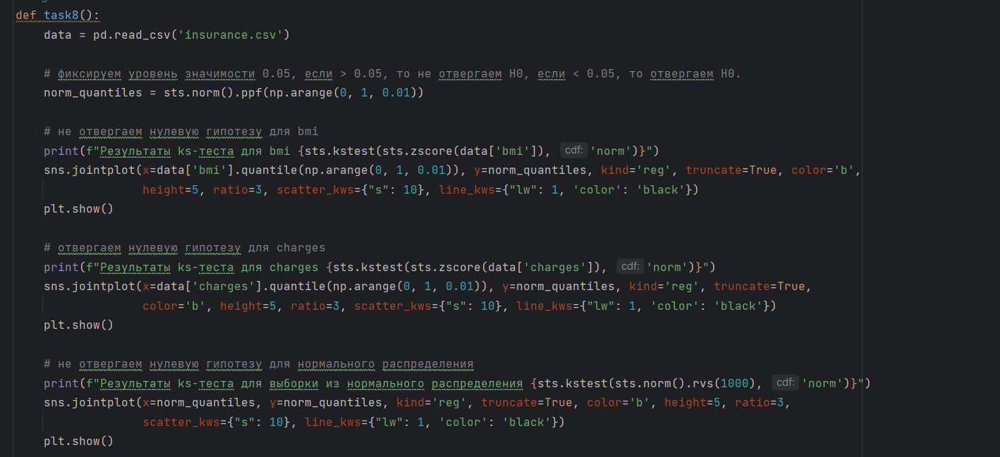 def task8():
    data = pd.read_csv('insurance.csv')
    # фиксируем уровень значимости 0.05, если > 0.05, то не отвергаем H0, если < 0.05, то отвергаем H0.
    norm_quantiles = sts.norm().ppf(np.arange(0, 1, 0.01))
    # не отвергаем нулевую гипотезу для bmi
    print(f"Результаты ks-теста для bmi {sts.kstest(sts.zscore(data['bmi']), cdf: 'norm')}")
    sns.jointplot(x=data['bmi'].quantile(np.arange(0, 1, 0.01)), y=norm_quantiles, kind='reg', truncate=True, color='b',
                  height=5, ratio=3, scatter_kws={"s": 10}, line_kws={"lw": 1, 'color': 'black'})
    plt.show()
    # отвергаем нулевую гипотезу для charges
    print(f"Результаты ks-теста для charges {sts.kstest(sts.zscore(data['charges']), cdf: 'norm')}")
    sns.jointplot(x=data['charges'].quantile(np.arange(0, 1, 0.01)), y=norm_quantiles, kind='reg', truncate=True,
                  color='b', height=5, ratio=3, scatter_kws={"s": 10}, line_kws={"lw": 1, 'color': 'black'})
    plt.show()
    # не отвергаем нулевую гипотезу для нормального распределения
    print(f"Результаты ks-теста для выборки из нормального распределения {sts.kstest(sts.norm().rvs(1000), cdf: 'norm')}")
    sns.jointplot(x=norm_quantiles, y=norm_quantiles, kind='reg', truncate=True, color='b', height=5, ratio=3,
                  scatter_kws={"s": 10}, line_kws={"lw": 1, 'color': 'black'})
    plt.show()